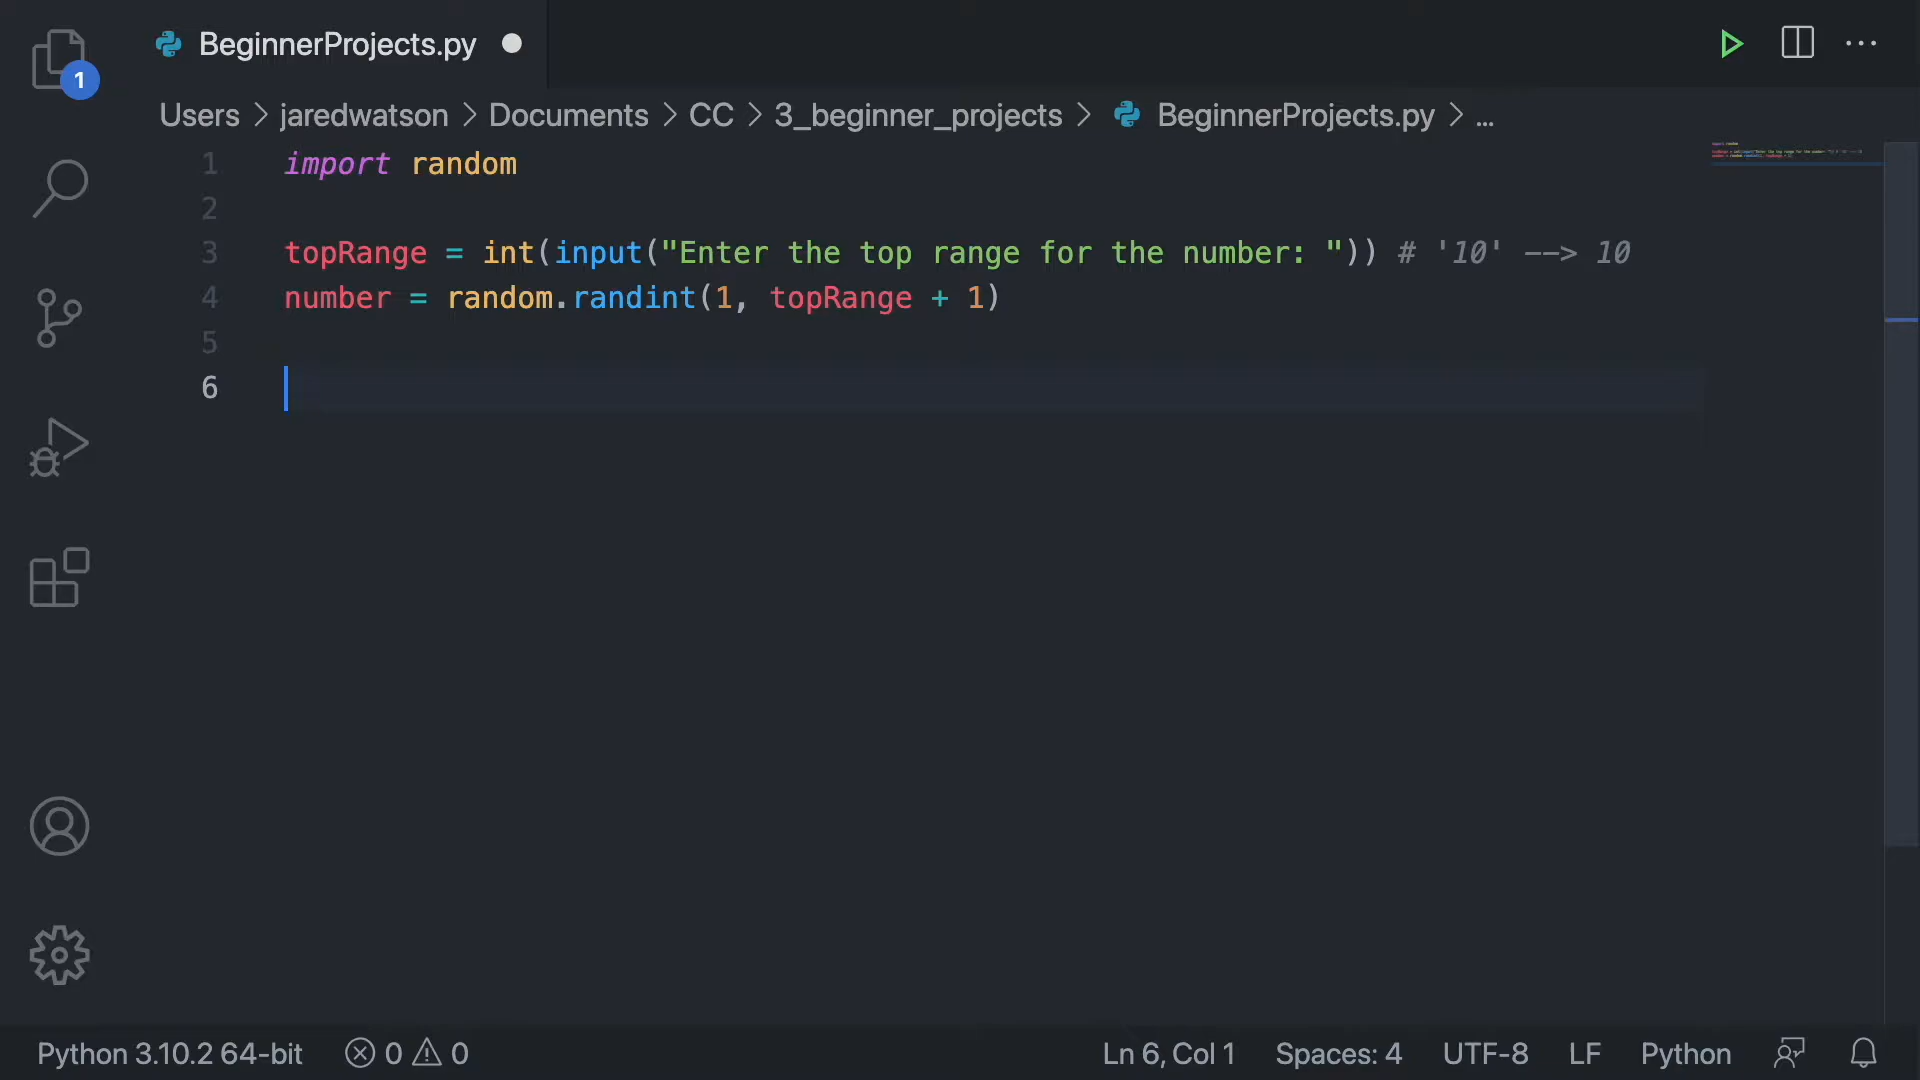 BeginnerProjects.py
1
Users > jaredwatson > Documents > CC > 3_beginner_projects > BeginnerProjects.py > ...
1 import random
2
3 topRange = int(input("Enter the top range for the number: ")) # '10' --> 10
4 number = random.randint(1, topRange + 1)
5
6
Python 3.10.2 64-bit 0 0 Ln 6, Col 1 Spaces: 4 UTF-8 LF Python